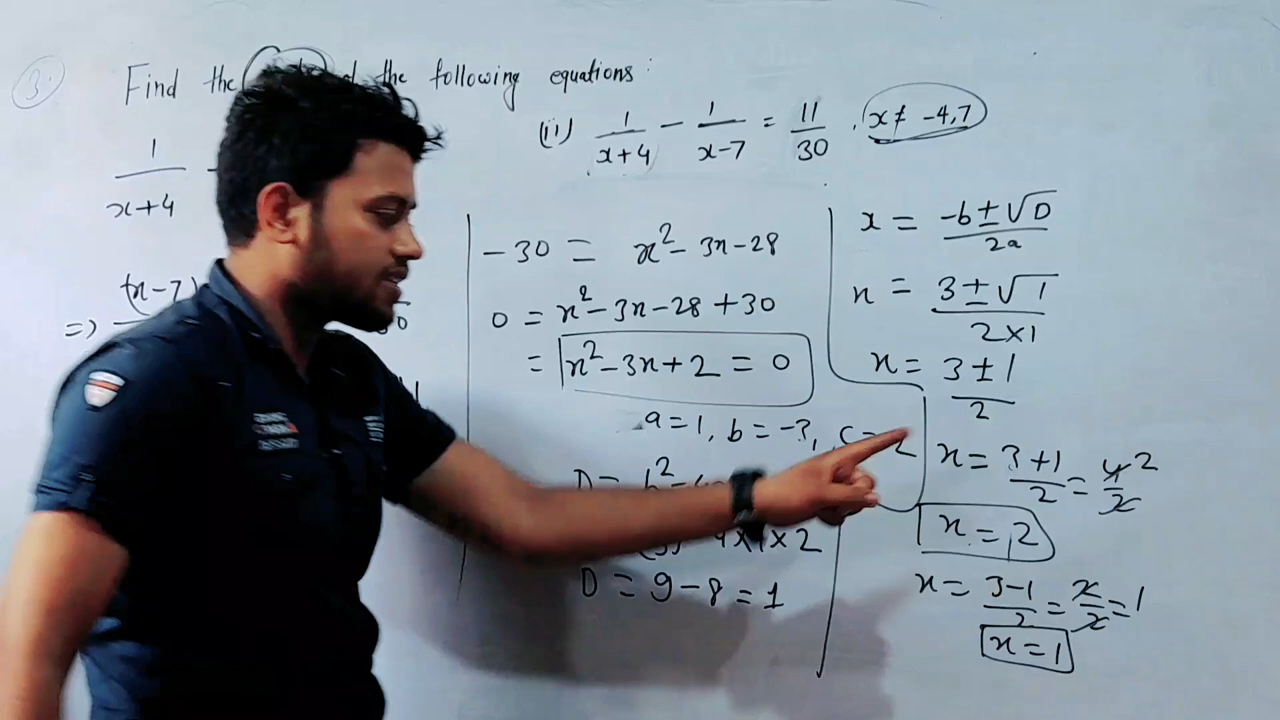 3. Find the the following equations :
(ii) 1/(x+4) - 1/(x-7) = 11/30 , x ≠ -4, 7
1/(x+4) -
=> (x-7)
-30 = x² - 3x - 28
0 = x² - 3x - 28 + 30
= x² - 3x + 2 = 0
a = 1, b = -3, c = 2
D = b² -
4x1x2
D = 9 - 8 = 1
x = (-b ± √D)/2a
x = (3 ± √1)/(2x1)
x = (3 ± 1)/2
x = (3+1)/2 = 4/2 2
x = 2
x = (3-1)/2 = 2/2 = 1
x = 1